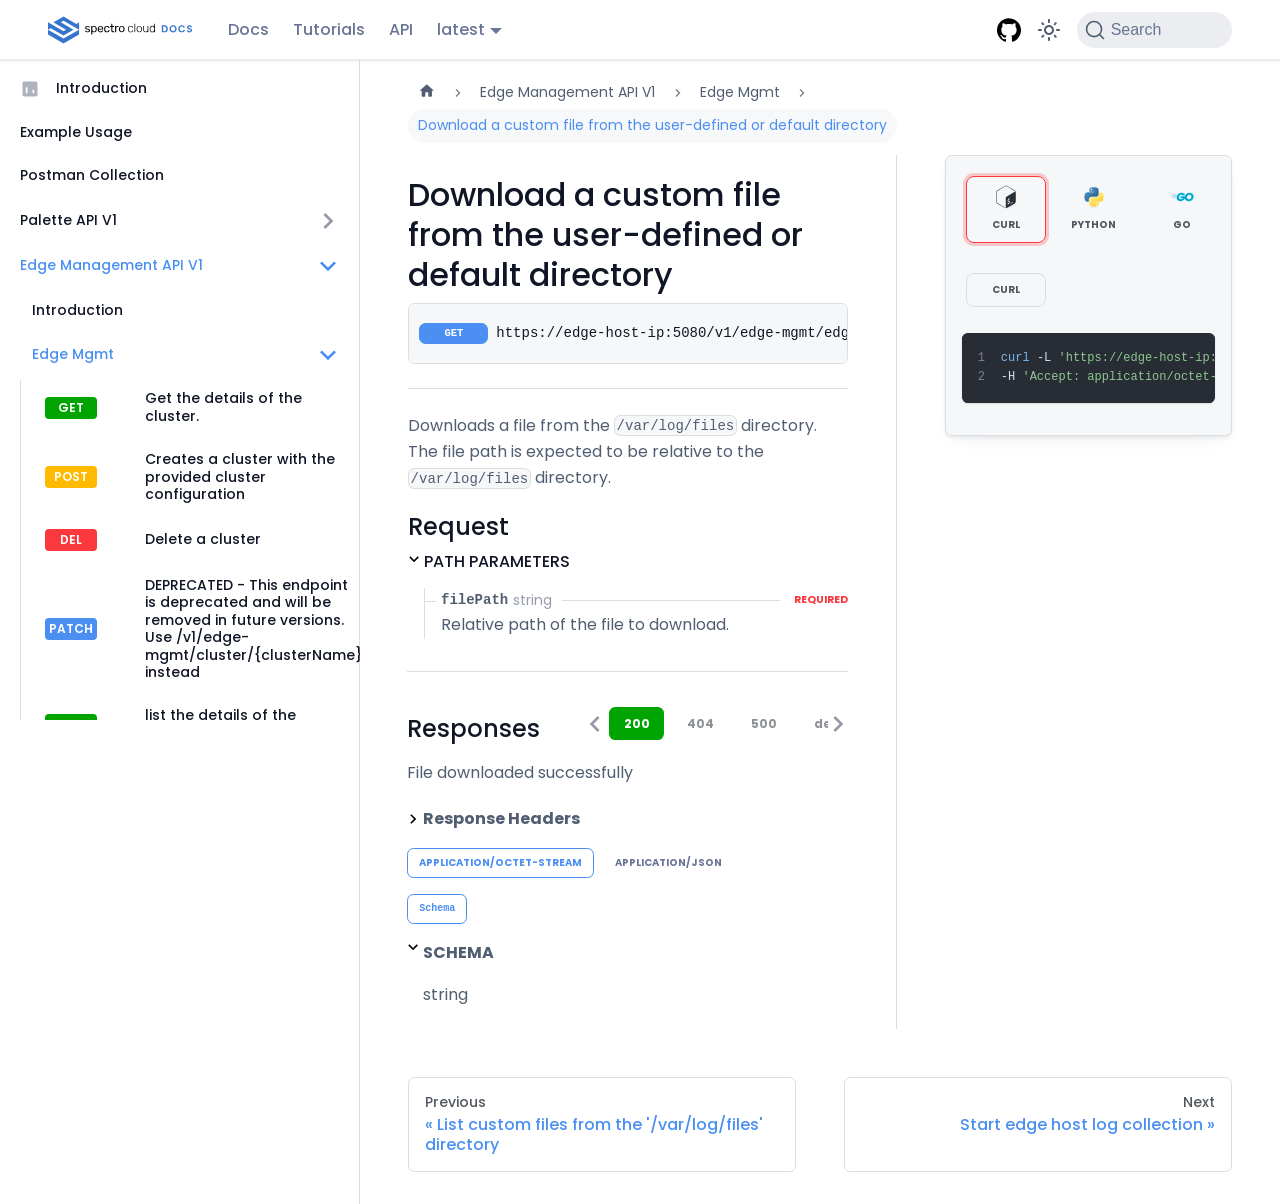 spectro cloud DOCS
Docs
Tutorials
API
latest
Search
Introduction
Example Usage
Postman Collection
Palette API V1
Edge Management API V1
Introduction
Edge Mgmt
GET
Get the details of the
cluster.
POST
Creates a cluster with the
provided cluster
configuration
DEL
Delete a cluster
PATCH
DEPRECATED - This endpoint
is deprecated and will be
removed in future versions.
Use /v1/edge-
mgmt/cluster/{clusterName}
instead
list the details of the
Edge Management API V1
Edge Mgmt
Download a custom file from the user-defined or default directory
Download a custom file
from the user-defined or
default directory
GET
https://edge-host-ip:5080/v1/edge-mgmt/edg
Downloads a file from the /var/log/files directory.
The file path is expected to be relative to the
/var/log/files directory.
Request
PATH PARAMETERS
filePath string
REQUIRED
Relative path of the file to download.
Responses
200
404
500
de
File downloaded successfully
Response Headers
APPLICATION/OCTET-STREAM
APPLICATION/JSON
Schema
SCHEMA
string
CURL
PYTHON
GO
CURL
1 curl -L 'https://edge-host-ip:
2 -H 'Accept: application/octet-
Previous
« List custom files from the '/var/log/files'
directory
Next
Start edge host log collection »